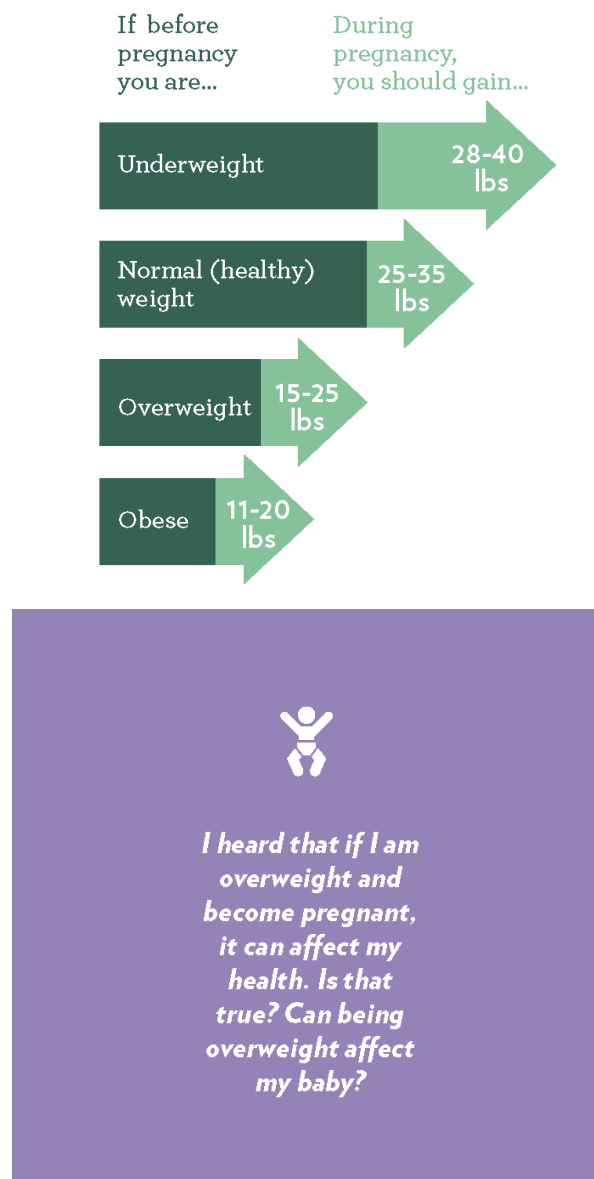 If before
pregnancy
you are...
During
pregnancy,
you should gain...
Underweight
28-40
lbs
Normal (healthy)
weight
25-35
lbs
Overweight
15-25
lbs
Obese
11-20
lbs
I heard that if I am
overweight and
become pregnant,
it can affect my
health. Is that
true? Can being
overweight affect
my baby?